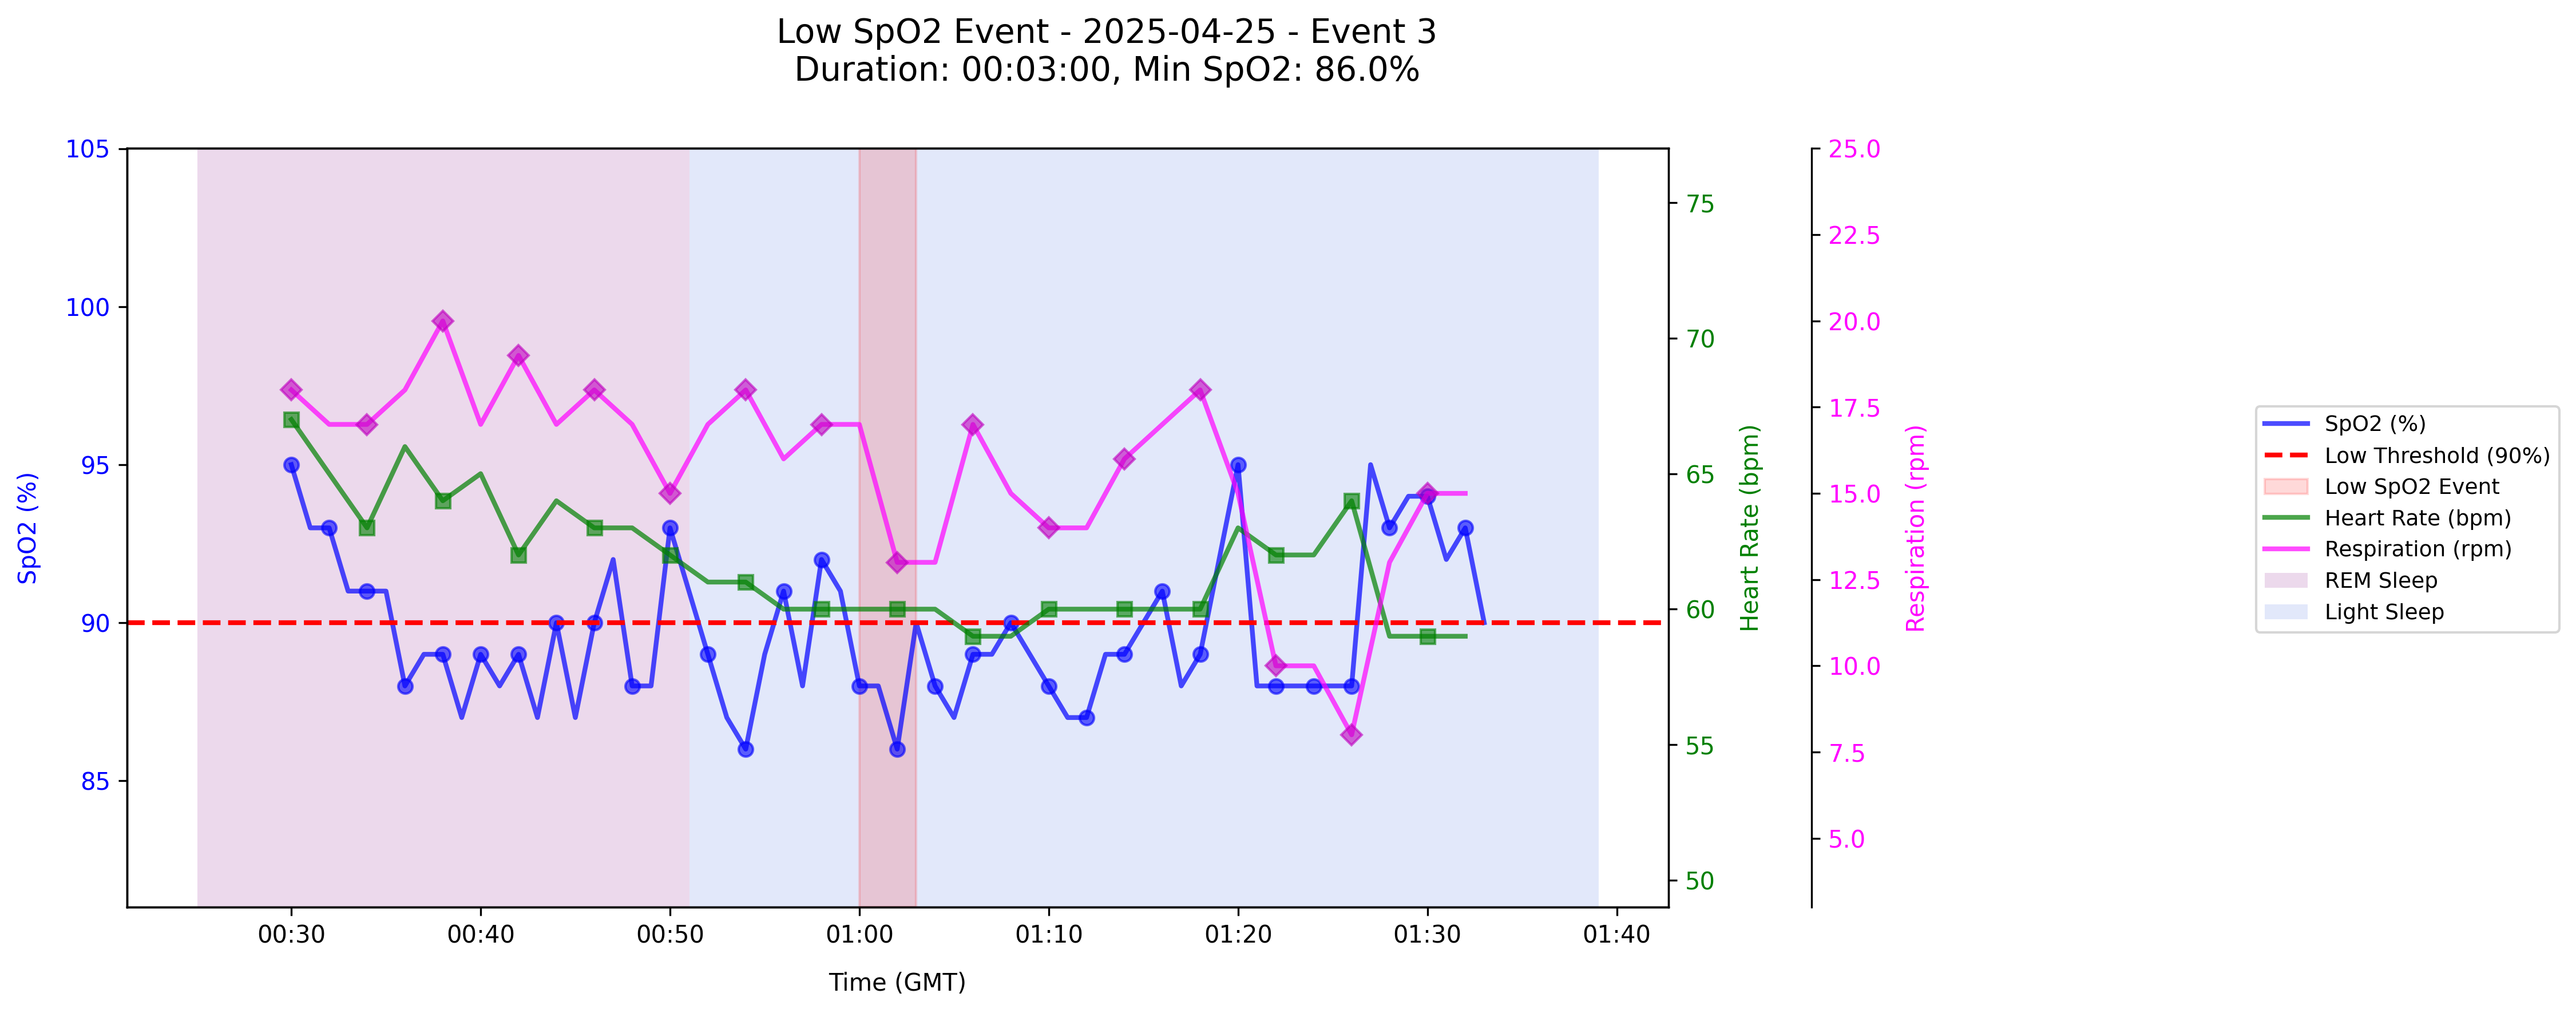 Low SpO2 Event - 2025-04-25 - Event 3
Duration: 00:03:00, Min SpO2: 86.0%
105
100
95
90
85
SpO2 (%)
75
70
65
60
55
50
Heart Rate (bpm)
25.0
22.5
20.0
17.5
15.0
12.5
10.0
7.5
5.0
Respiration (rpm)
SpO2 (%)
Low Threshold (90%)
Low SpO2 Event
Heart Rate (bpm)
Respiration (rpm)
REM Sleep
Light Sleep
00:30 00:40 00:50 01:00 01:10 01:20 01:30 01:40
Time (GMT)